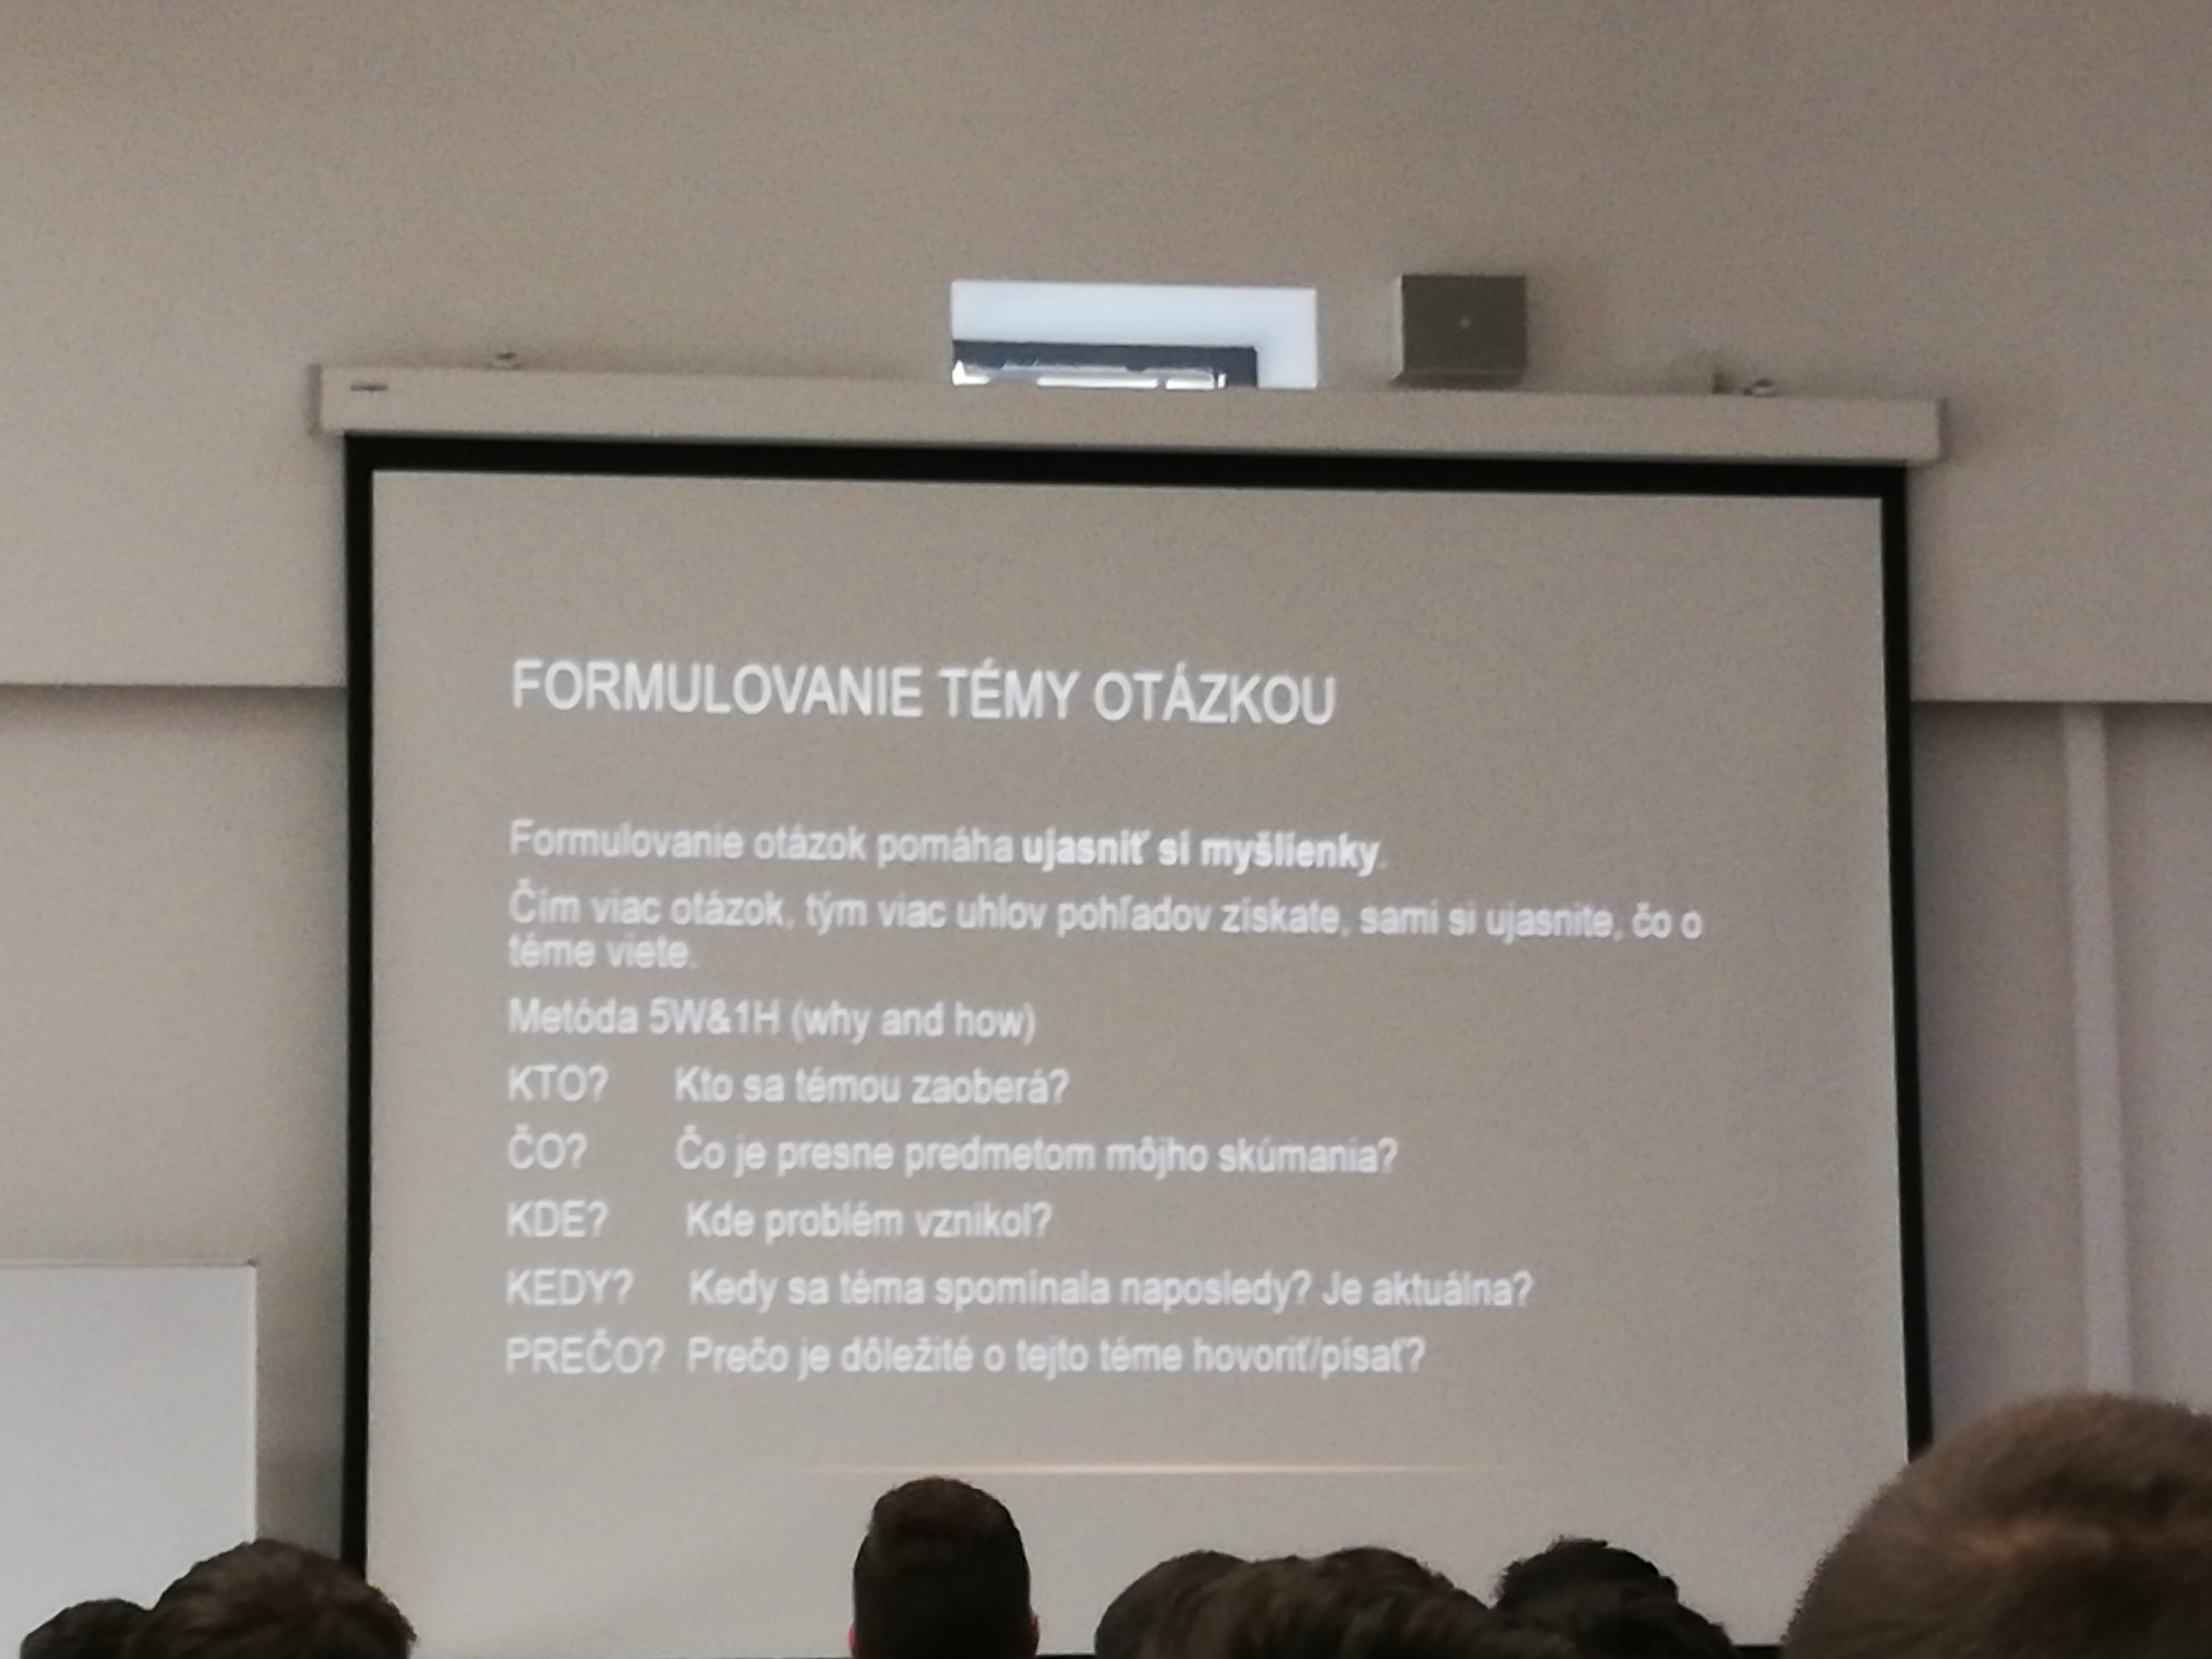 FORMULOVANIE TÉMY OTÁZKOU
Formulovanie otázok pomáha ujasniť si myšlienky.
Čím viac otázok, tým viac uhlov pohľadov získate, sami si ujasnite, čo o
téme viete.
Metóda 5W&1H (why and how)
KTO? Kto sa témou zaoberá?
ČO? Čo je presne predmetom môjho skúmania?
KDE? Kde problém vznikol?
KEDY? Kedy sa téma spomínala naposledy? Je aktuálna?
PREČO? Prečo je dôležité o tejto téme hovoriť/písať?